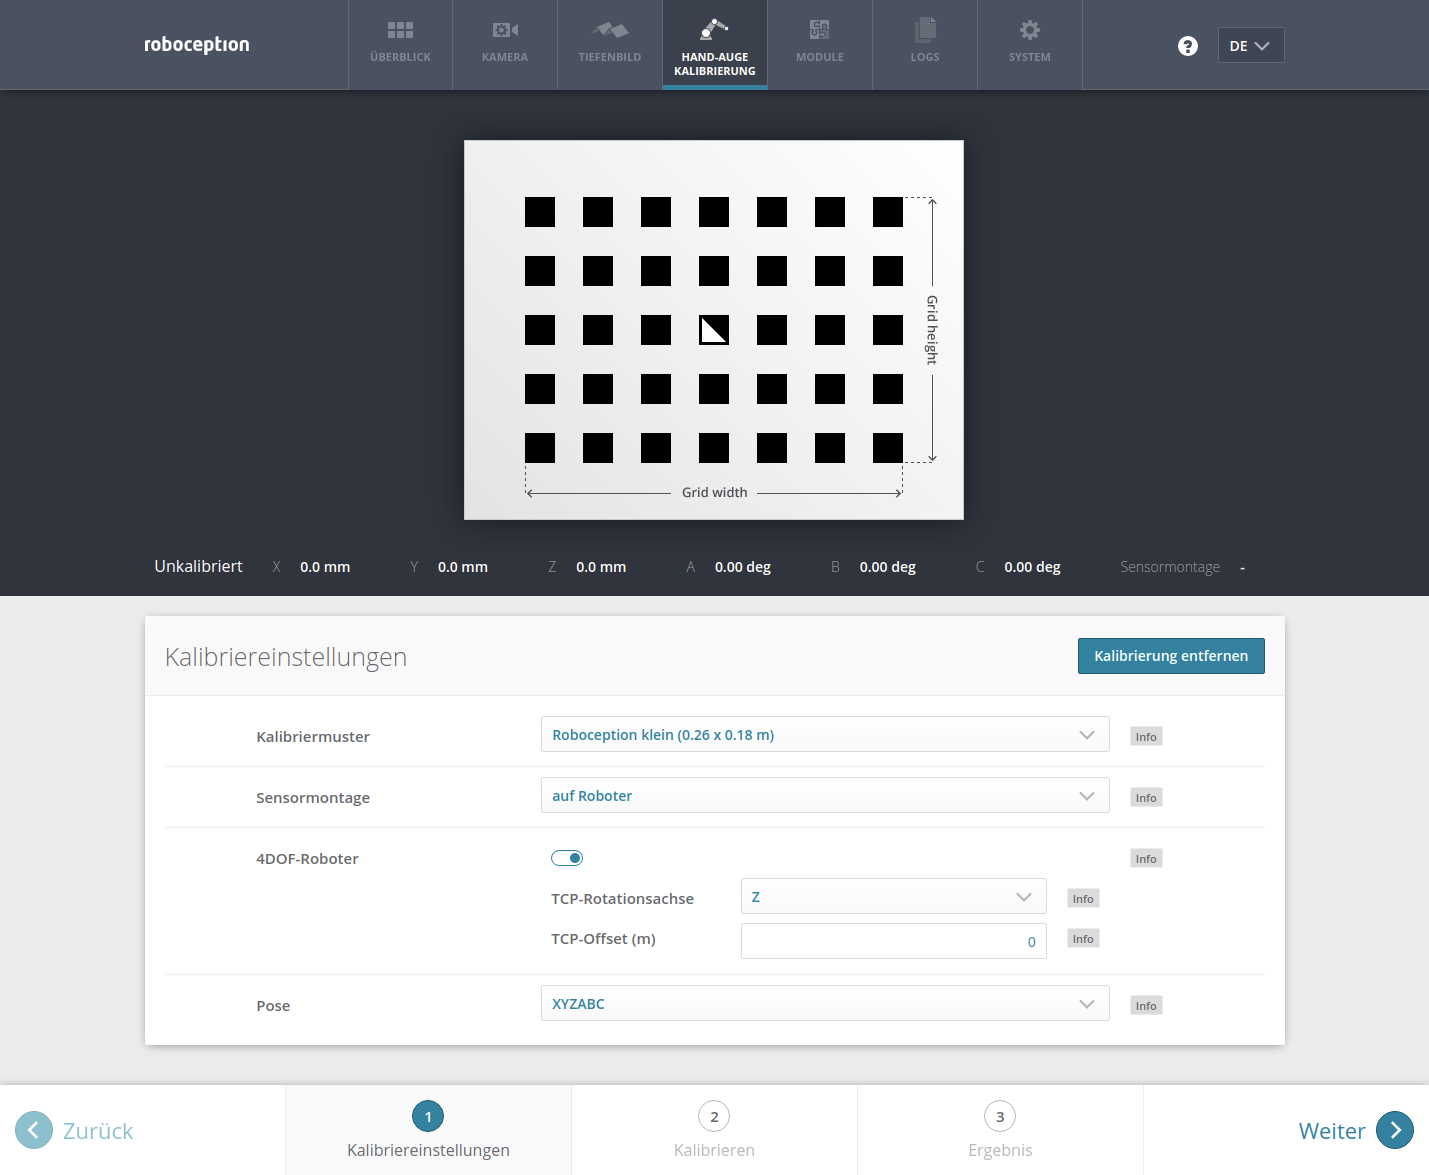 roboception
ÜBERBLICK
KAMERA
TIEFENBILD
HAND-AUGE
KALIBRIERUNG
MODULE
LOGS
SYSTEM
?
DE
Grid height
Grid width
Unkalibriert X 0.0 mm Y 0.0 mm Z 0.0 mm A 0.00 deg B 0.00 deg C 0.00 deg Sensormontage -
Kalibriereinstellungen
Kalibrierung entfernen
Kalibriermuster Roboception klein (0.26 x 0.18 m) Info
Sensormontage auf Roboter Info
4DOF-Roboter Info
TCP-Rotationsachse Z Info
TCP-Offset (m) 0 Info
Pose XYZABC Info
Zurück
1
Kalibriereinstellungen
2
Kalibrieren
3
Ergebnis
Weiter